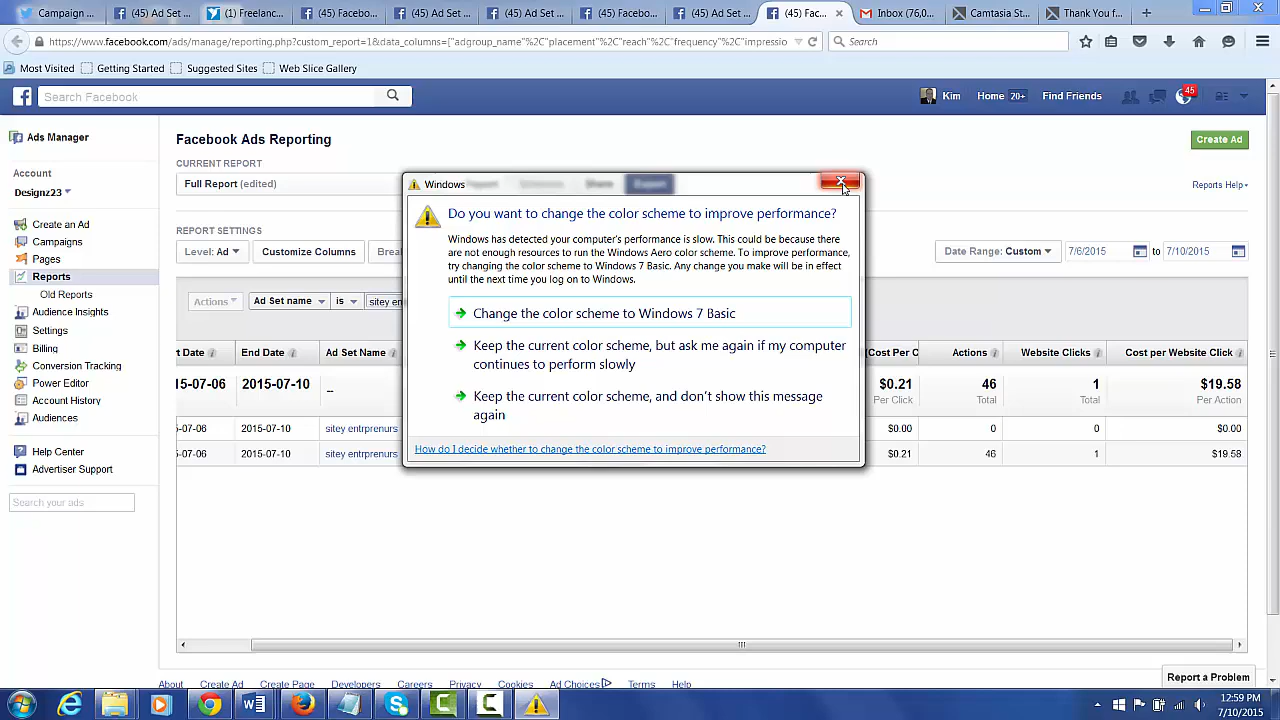 Campaign ...
(45) Ad Set ...
(1) Freelanc...
(45) Facebo...
(45) Ad Set ...
(45) Ad Set ...
(45) Facebo...
(45) Ad Set ...
(45) Fac...
Inbox (76,0...
Camtasia St...
Thank You f...
https://www.facebook.com/ads/manage/reporting.php?custom_report=1&data_columns=["adgroup_name"%2C"placement"%2C"reach"%2C"frequency"%2C"impressio
Search
Most Visited Getting Started Suggested Sites Web Slice Gallery
Search Facebook
Kim Home 20+ Find Friends 45
Ads Manager
Account
Designz23
Create an Ad
Campaigns
Pages
Reports
Old Reports
Audience Insights
Settings
Billing
Conversion Tracking
Power Editor
Account History
Audiences
Help Center
Advertiser Support
Search your ads
Facebook Ads Reporting
Create Ad
CURRENT REPORT
Full Report (edited)
Share Export
Reports Help
REPORT SETTINGS
Level: Ad Customize Columns Brea
Date Range: Custom 7/6/2015 to 7/10/2015
Actions Ad Set name is sitey ent
rt Date End Date Ad Set Name (Cost Per C Actions Website Clicks Cost per Website Click
15-07-06 2015-07-10 -- $0.21 46 1 $19.58
Per Click Total Total Per Action
-07-06 2015-07-10 sitey entrprenurs $0.00 0 0 $0.00
-07-06 2015-07-10 sitey entrprenurs $0.21 46 1 $19.58
Windows
Do you want to change the color scheme to improve performance?
Windows has detected your computer's performance is slow. This could be because there
are not enough resources to run the Windows Aero color scheme. To improve performance,
try changing the color scheme to Windows 7 Basic. Any change you make will be in effect
until the next time you log on to Windows.
Change the color scheme to Windows 7 Basic
Keep the current color scheme, but ask me again if my computer
continues to perform slowly
Keep the current color scheme, and don't show this message
again
How do I decide whether to change the color scheme to improve performance?
About Create Ad Create Page Developers Careers Privacy Cookies Ad Choices Terms Help
Report a Problem
12:59 PM
7/10/2015